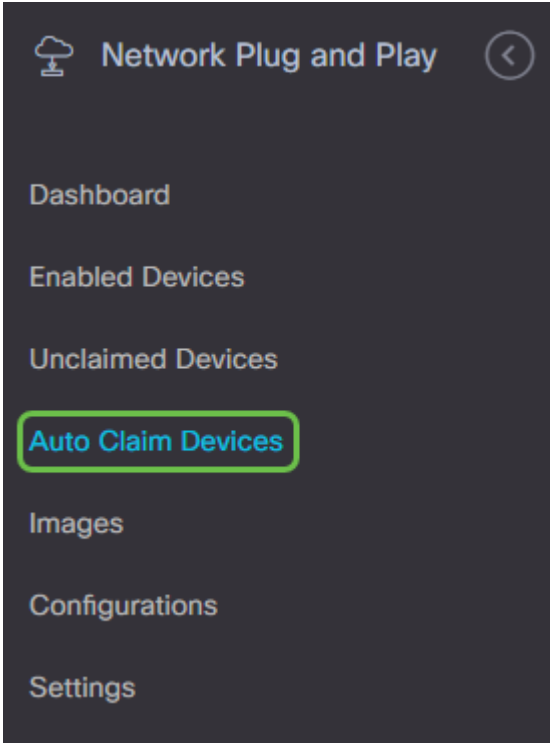 Network Plug and Play
Dashboard
Enabled Devices
Unclaimed Devices
Auto Claim Devices
Images
Configurations
Settings